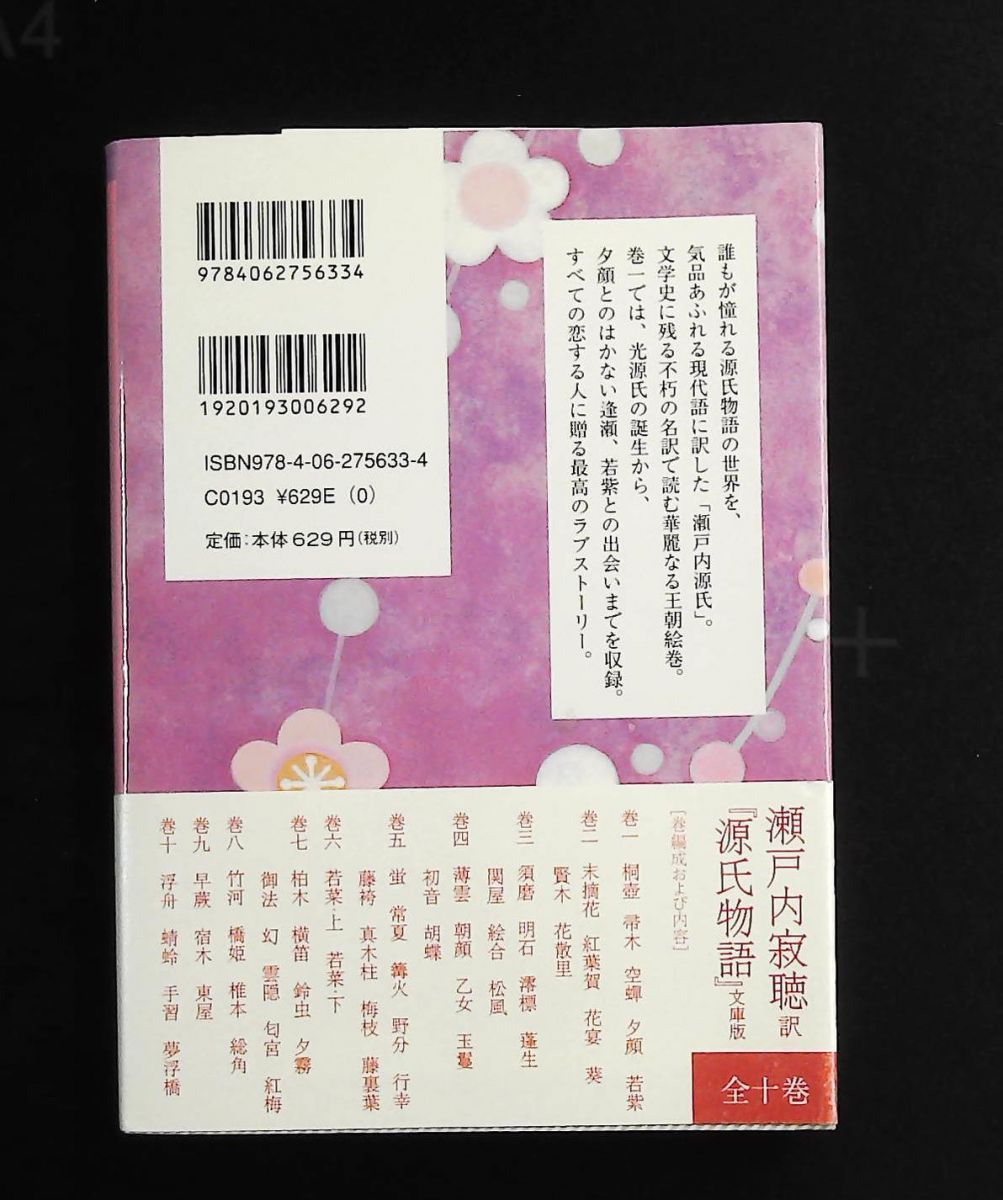 A4
9784062756334
1920193006292
ISBN978-4-06-275633-4
C0193 ¥629E (0)
定価:本体629円(税別)
誰もが憧れる源氏物語の世界を、
気品あふれる現代語に訳した「瀬戸内源氏」。
文学史に残る不朽の名訳で読む華麗なる王朝絵巻。
巻一では、光源氏の誕生から、
夕顔とのはかない逢瀬、若紫との出会いまでを収録。
すべての恋する人に贈る最高のラブストーリー。
瀬戸内寂聴 訳
『源氏物語』文庫版
全十巻
[巻編成および内容]
巻一 桐壺 帚木 空蟬 夕顔 若紫
巻二 末摘花 紅葉賀 花宴 葵
賢木 花散里
巻三 須磨 明石 澪標 蓬生
関屋 絵合 松風
巻四 薄雲 朝顔 乙女 玉鬘
初音 胡蝶
巻五 蛍 常夏 篝火 野分 行幸
藤袴 真木柱 梅枝 藤裏葉
巻六 若菜・上 若菜・下
巻七 柏木 横笛 鈴虫 夕霧
御法 幻 雲隠 匂宮 紅梅
巻八 竹河 橋姫 椎本 総角
巻九 早蕨 宿木 東屋
巻十 浮舟 蜻蛉 手習 夢浮橋